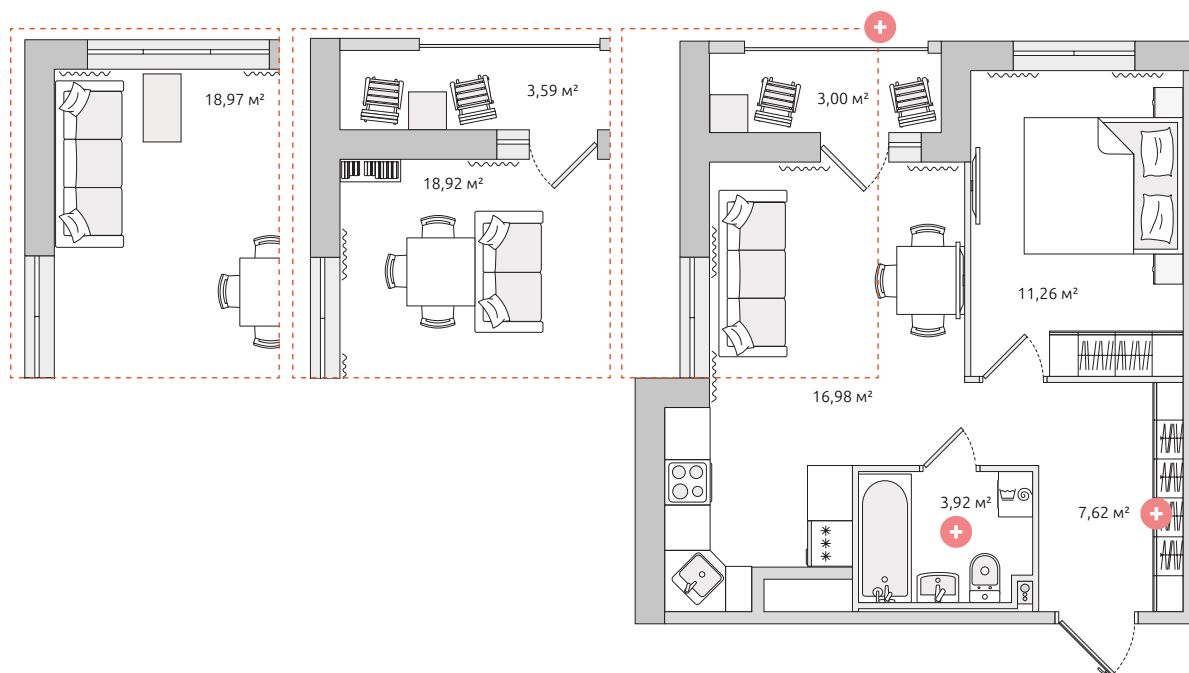 18,97 м²
3,59 м²
3,00 м²
18,92 м²
11,26 м²
16,98 м²
3,92 м²
7,62 м²